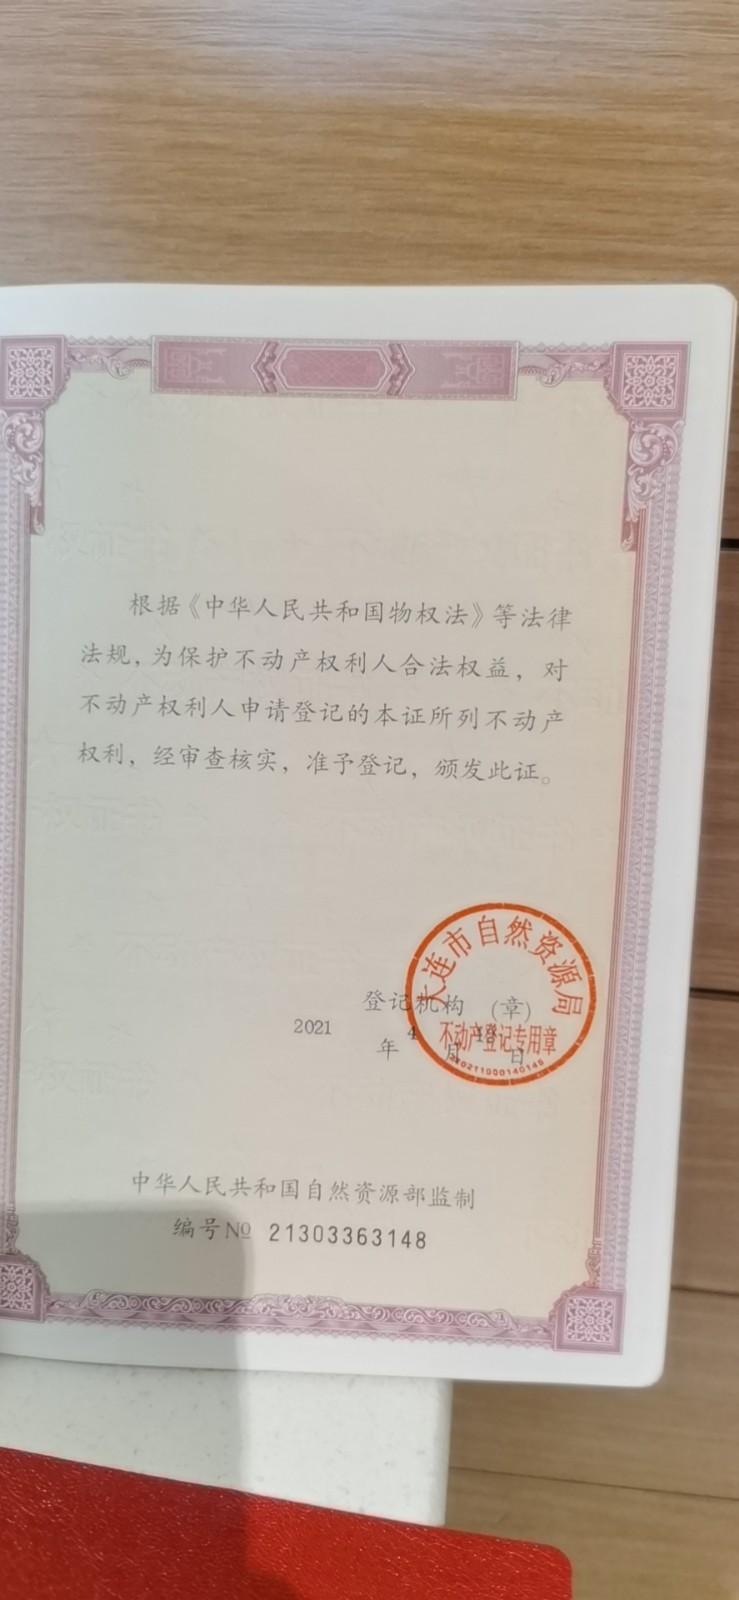 根据《中华人民共和国物权法》等法律
法规，为保护不动产权利人合法权益，对
不动产权利人申请登记的本证所列不动产
权利，经审查核实，准予登记，颁发此证。
大连市自然资源局
登记机构 (章)
不动产登记专用章
2021 年 4 月 日
中华人民共和国自然资源部监制
编号№ 21303363148